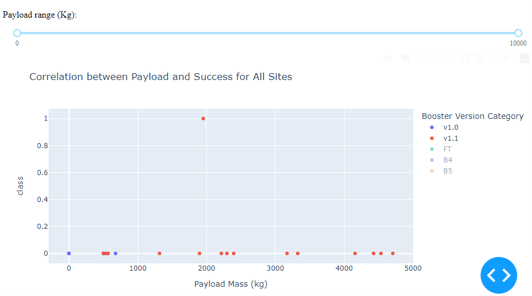 Payload range (Kg):
0 10000
Correlation between Payload and Success for All Sites
Booster Version Category
v1.0
v1.1
FT
B4
B5
1
0.8
0.6
0.4
0.2
0
class
0 1000 2000 3000 4000 5000
Payload Mass (kg)